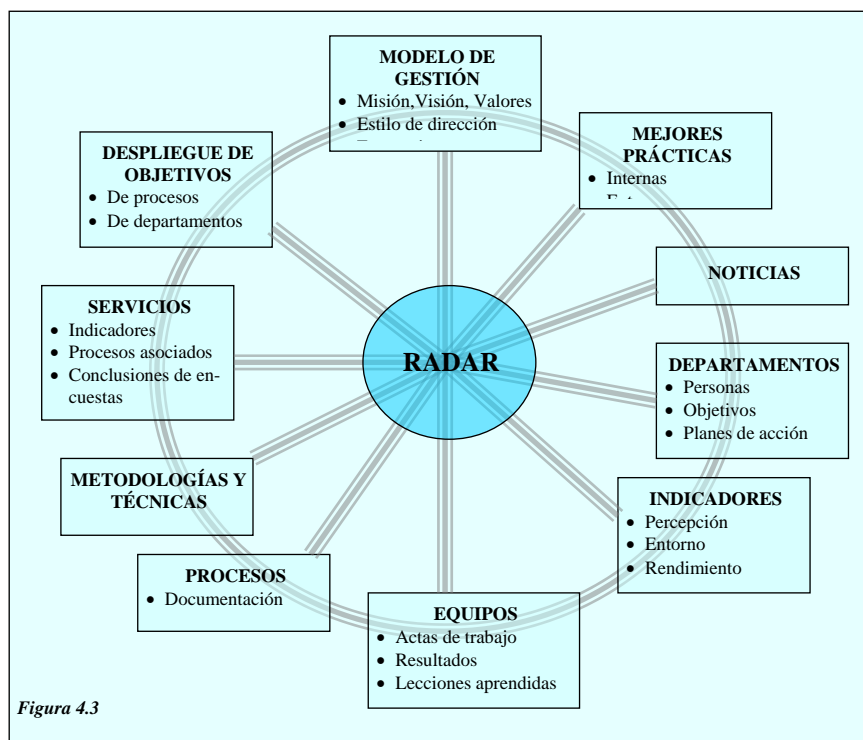 MODELO DE
GESTIÓN
• Misión,Visión, Valores
• Estilo de dirección
MEJORES
PRÁCTICAS
• Internas
NOTICIAS
DEPARTAMENTOS
• Personas
• Objetivos
• Planes de acción
INDICADORES
• Percepción
• Entorno
• Rendimiento
EQUIPOS
• Actas de trabajo
• Resultados
• Lecciones aprendidas
PROCESOS
• Documentación
METODOLOGÍAS Y
TÉCNICAS
SERVICIOS
• Indicadores
• Procesos asociados
• Conclusiones de en-
cuestas
DESPLIEGUE DE
OBJETIVOS
• De procesos
• De departamentos
RADAR
Figura 4.3